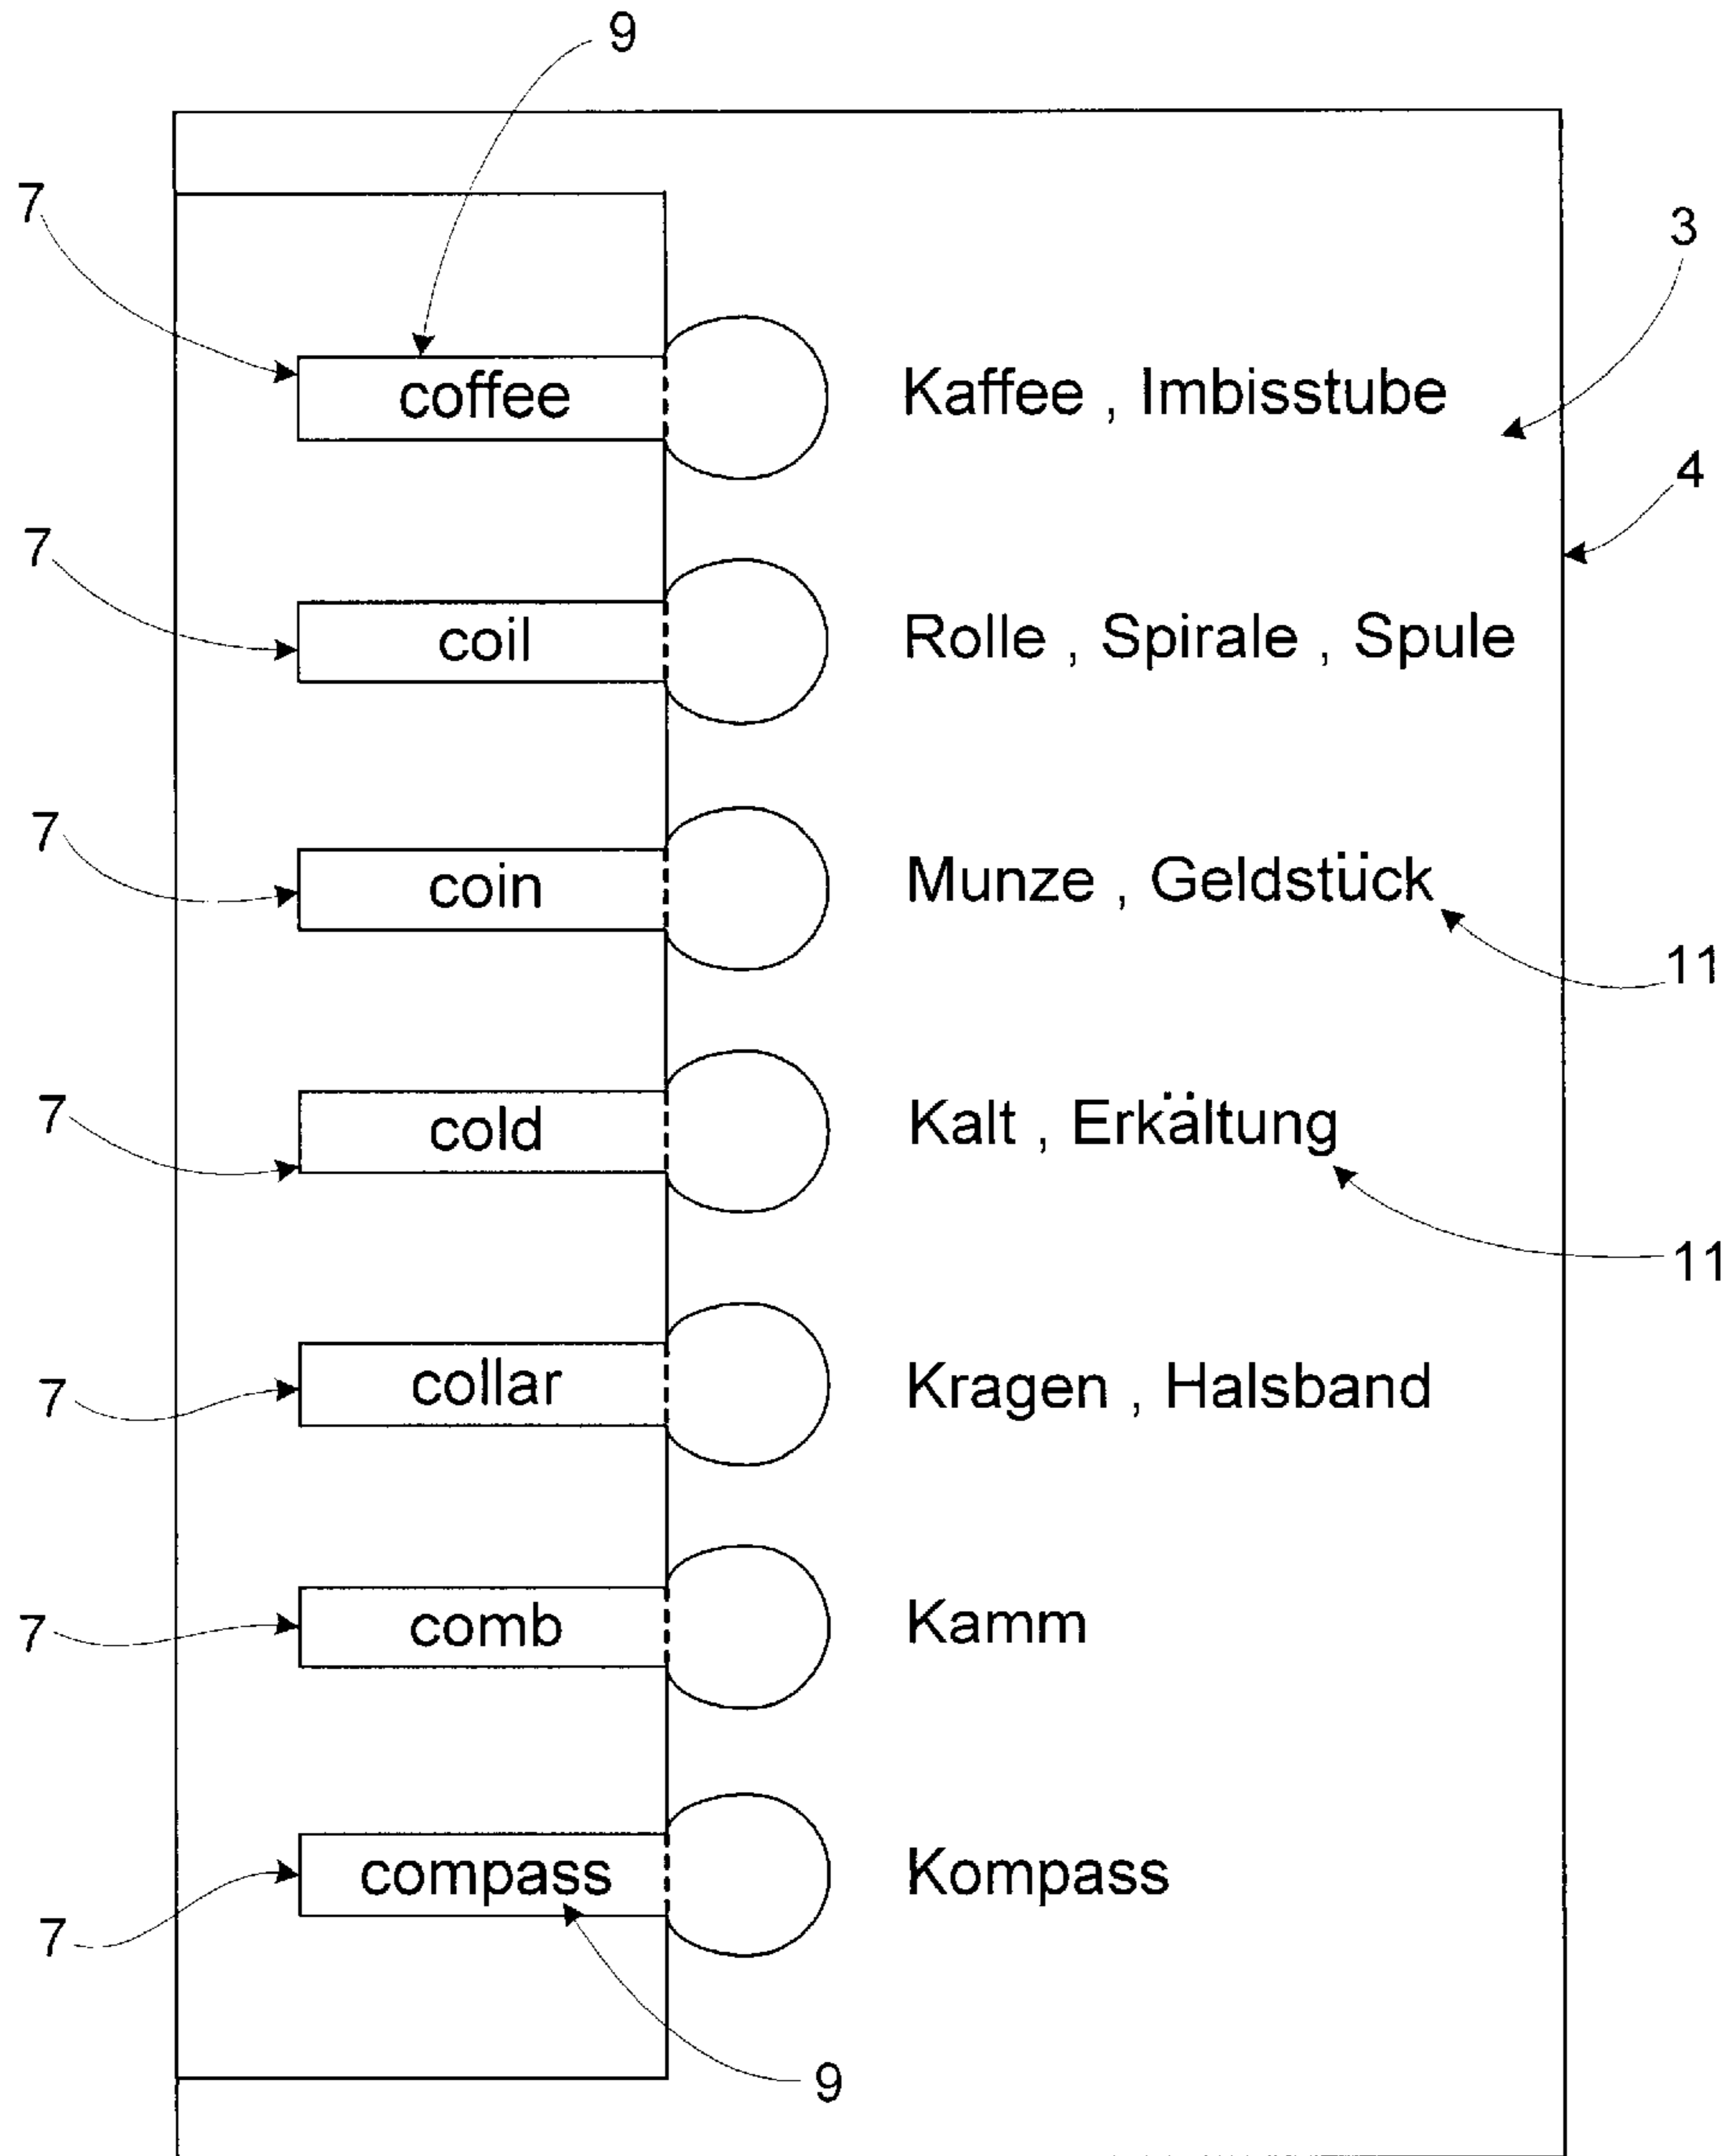 9
7
3
coffee Kaffee , Imbisstube
4
7
coil Rolle , Spirale , Spule
7
coin Munze , Geldstück
11
7
cold Kalt , Erkältung
11
7
collar Kragen , Halsband
7
comb Kamm
compass Kompass
7
9